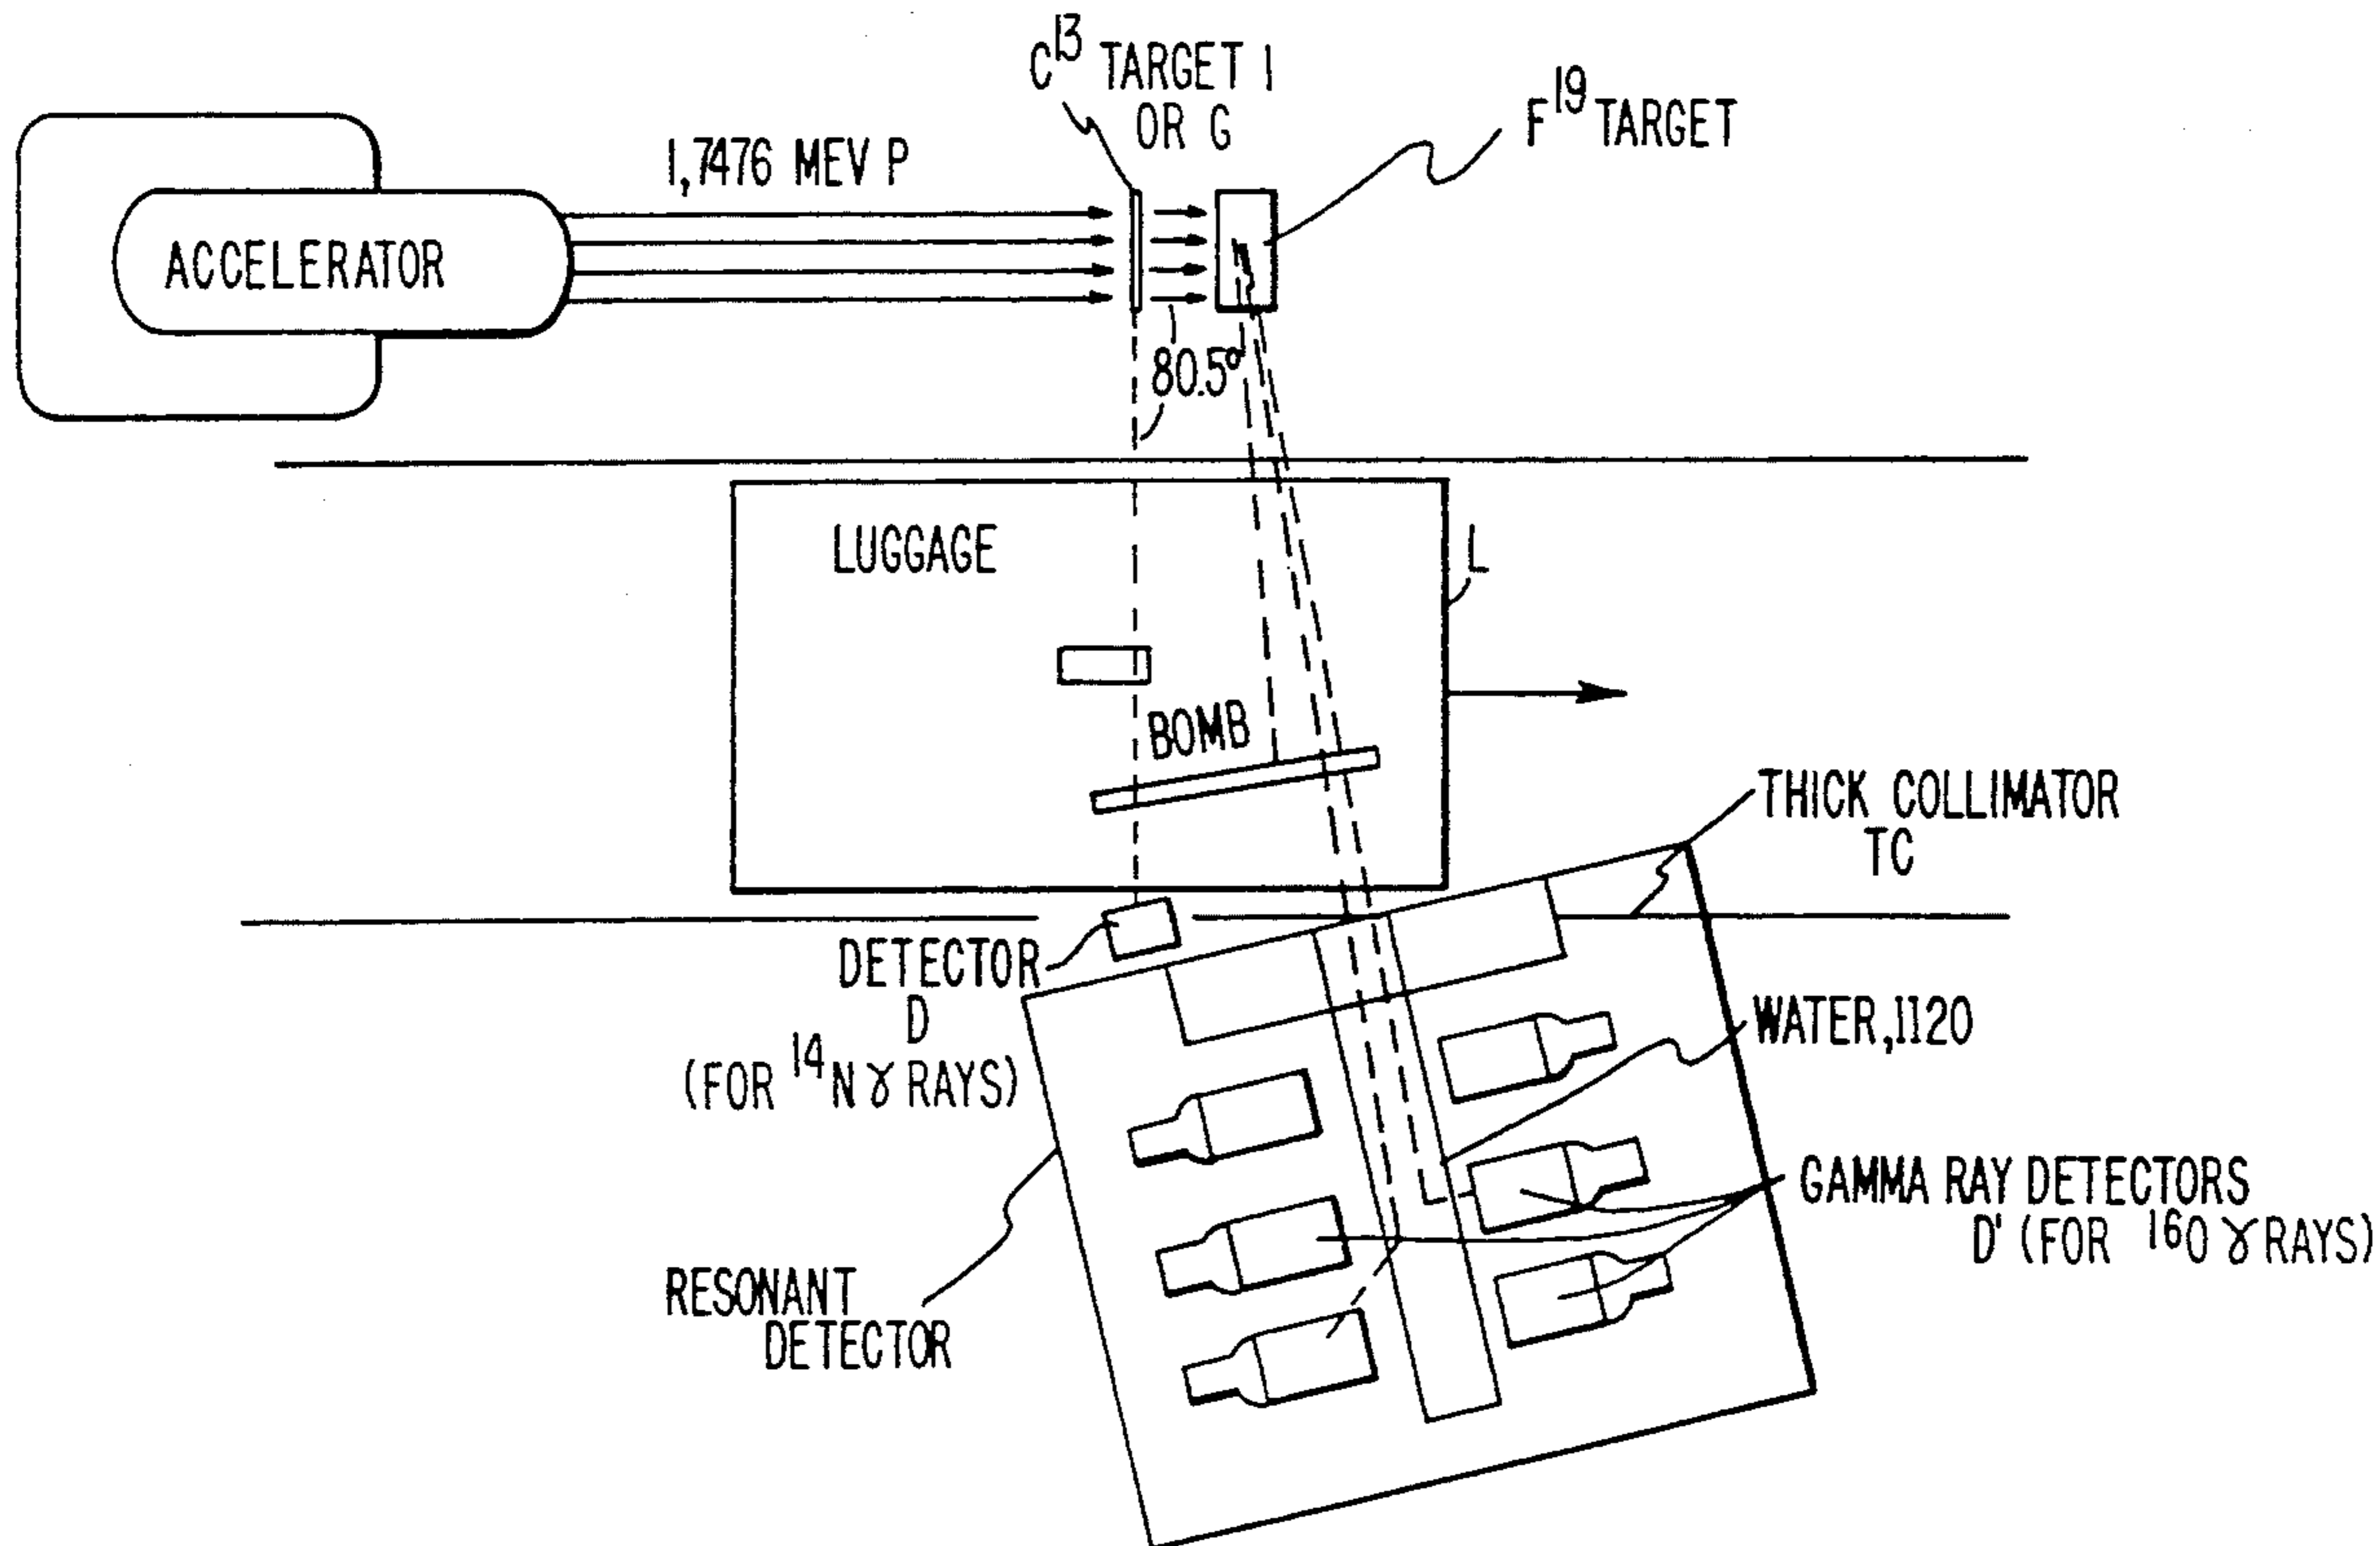 C¹³ TARGET 1
OR G
F¹⁹ TARGET
1,7476 MEV P
ACCELERATOR
80.5°
LUGGAGE
L
BOMB
THICK COLLIMATOR
TC
DETECTOR
D
(FOR ¹⁴N γ RAYS)
WATER,1120
GAMMA RAY DETECTORS
D' (FOR ¹⁶O γ RAYS)
RESONANT
DETECTOR